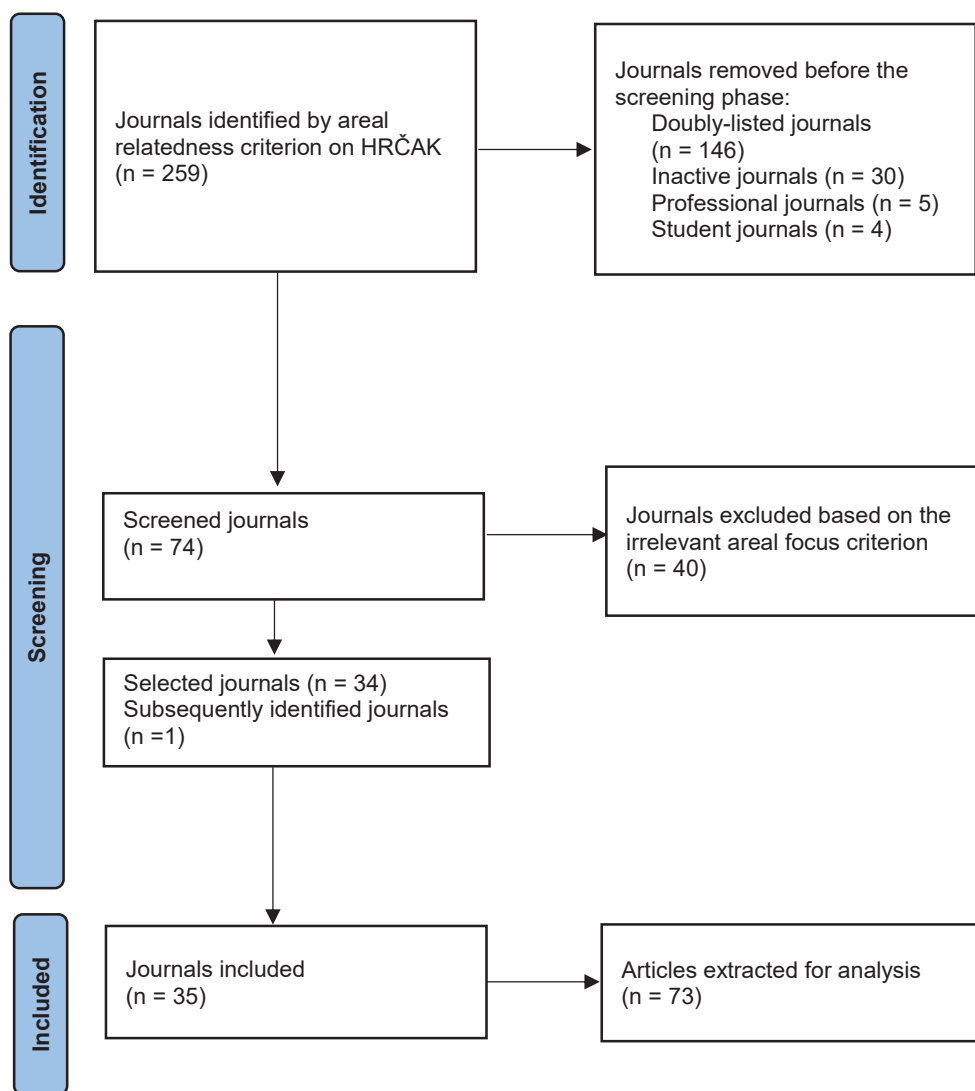 Identification
Journals identified by areal
relatedness criterion on HRČAK
(n = 259)
Journals removed before the
screening phase:
Doubly-listed journals
(n = 146)
Inactive journals (n = 30)
Professional journals (n = 5)
Student journals (n = 4)
Screening
Screened journals
(n = 74)
Journals excluded based on the
irrelevant areal focus criterion
(n = 40)
Selected journals (n = 34)
Subsequently identified journals
(n =1)
Included
Journals included
(n = 35)
Articles extracted for analysis
(n = 73)